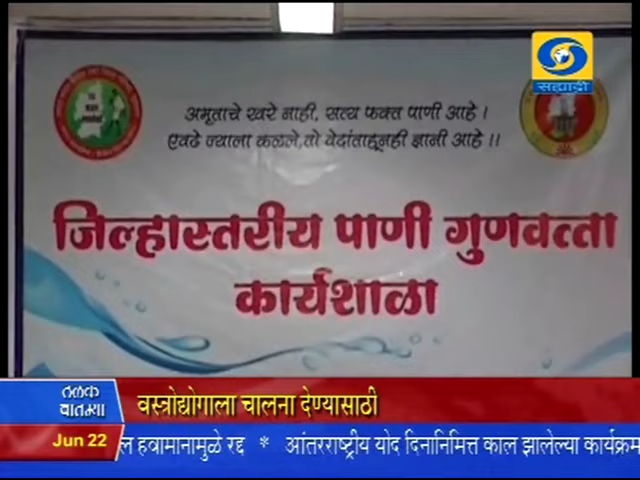 सह्याद्री
अमृताचे खरे नाही, सत्य फक्त पाणी आहे !
एवढे ज्याला कळले, तो वेदांताहूनही ज्ञानी आहे !!
जिल्हास्तरीय पाणी गुणवत्ता
कार्यशाळा
ठळक
बातम्या
वस्त्रोद्योगाला चालना देण्यासाठी
Jun 22
ल हवामानामुळे रद्द * आंतरराष्ट्रीय योद दिनानिमित्त काल झालेल्या कार्यक्रम